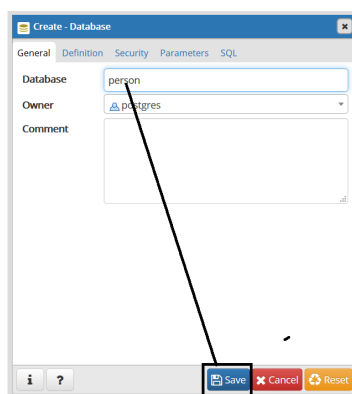 Create - Database
General Definition Security Parameters SQL
Database person
Owner postgres
Comment
i ? Save Cancel Reset